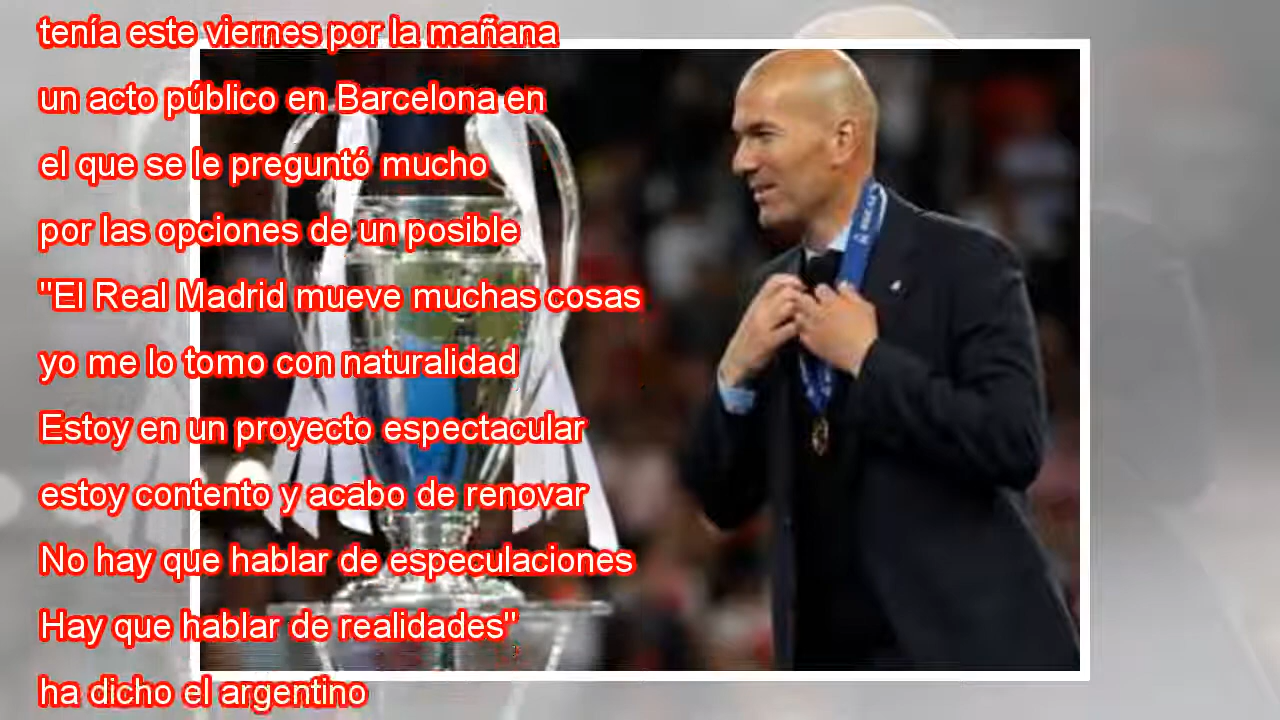 tenía este viernes por la mañana
un acto público en Barcelona en
el que se le preguntó mucho
por las opciones de un posible
"El Real Madrid mueve muchas cosas
yo me lo tomo con naturalidad
Estoy en un proyecto espectacular
estoy contento y acabo de renovar
No hay que hablar de especulaciones
Hay que hablar de realidades"
ha dicho el argentino